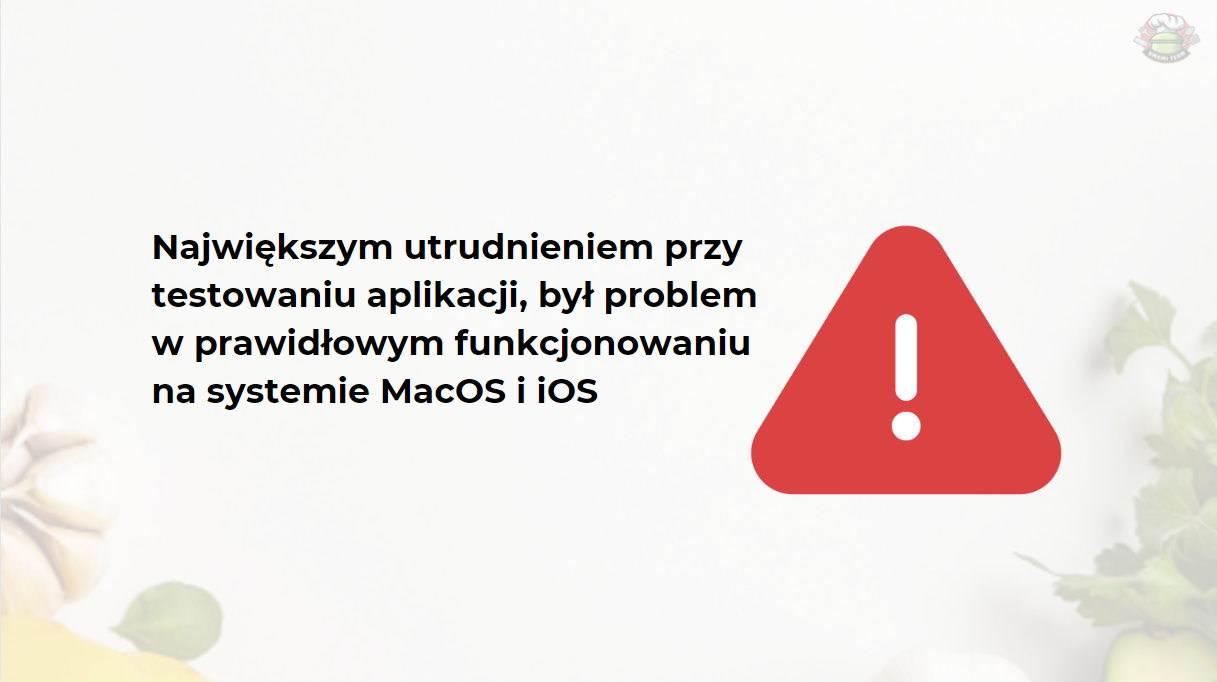 Największym utrudnieniem przy
testowaniu aplikacji, był problem
w prawidłowym funkcjonowaniu
na systemie MacOS i iOS